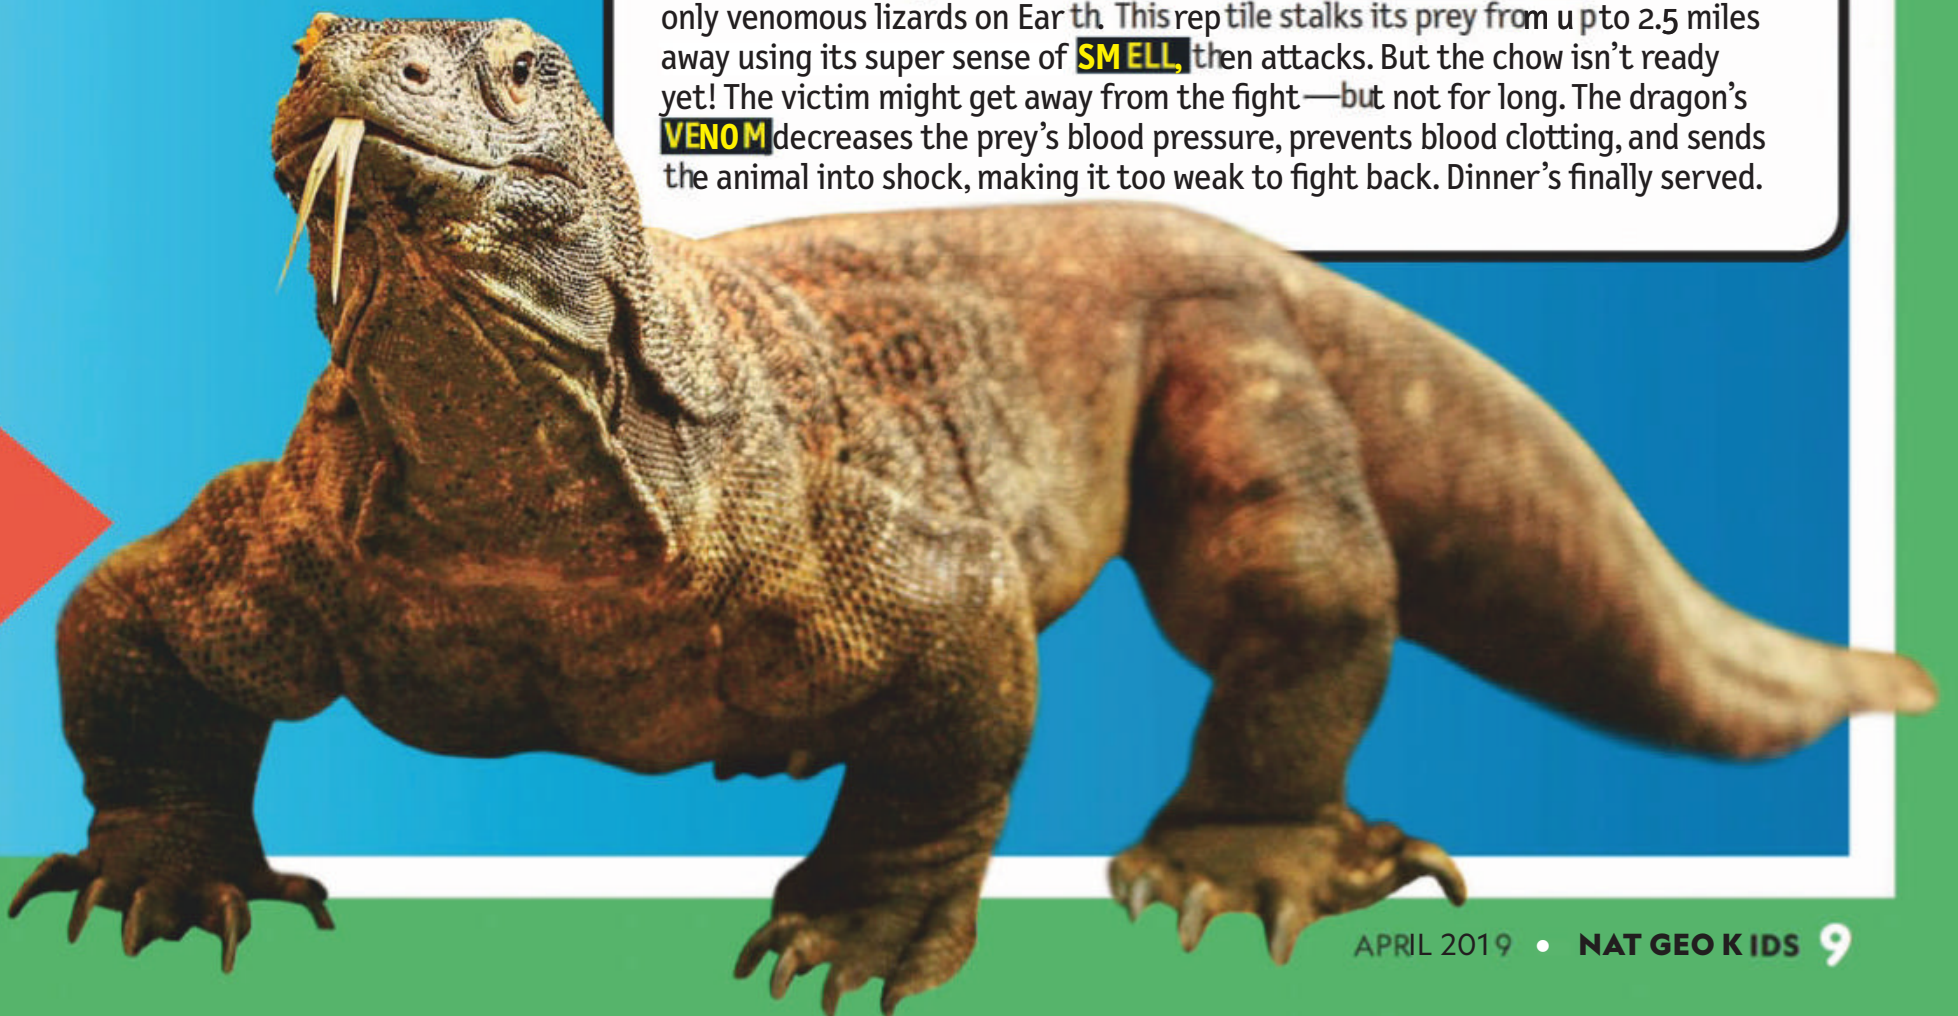 only venomous lizards on Earth. This reptile stalks its prey from up to 2.5 miles
away using its super sense of SMELL, then attacks. But the chow isn't ready
yet! The victim might get away from the fight—but not for long. The dragon's
VENOM decreases the prey's blood pressure, prevents blood clotting, and sends
the animal into shock, making it too weak to fight back. Dinner's finally served.
APRIL 2019 • NAT GEO KIDS 9